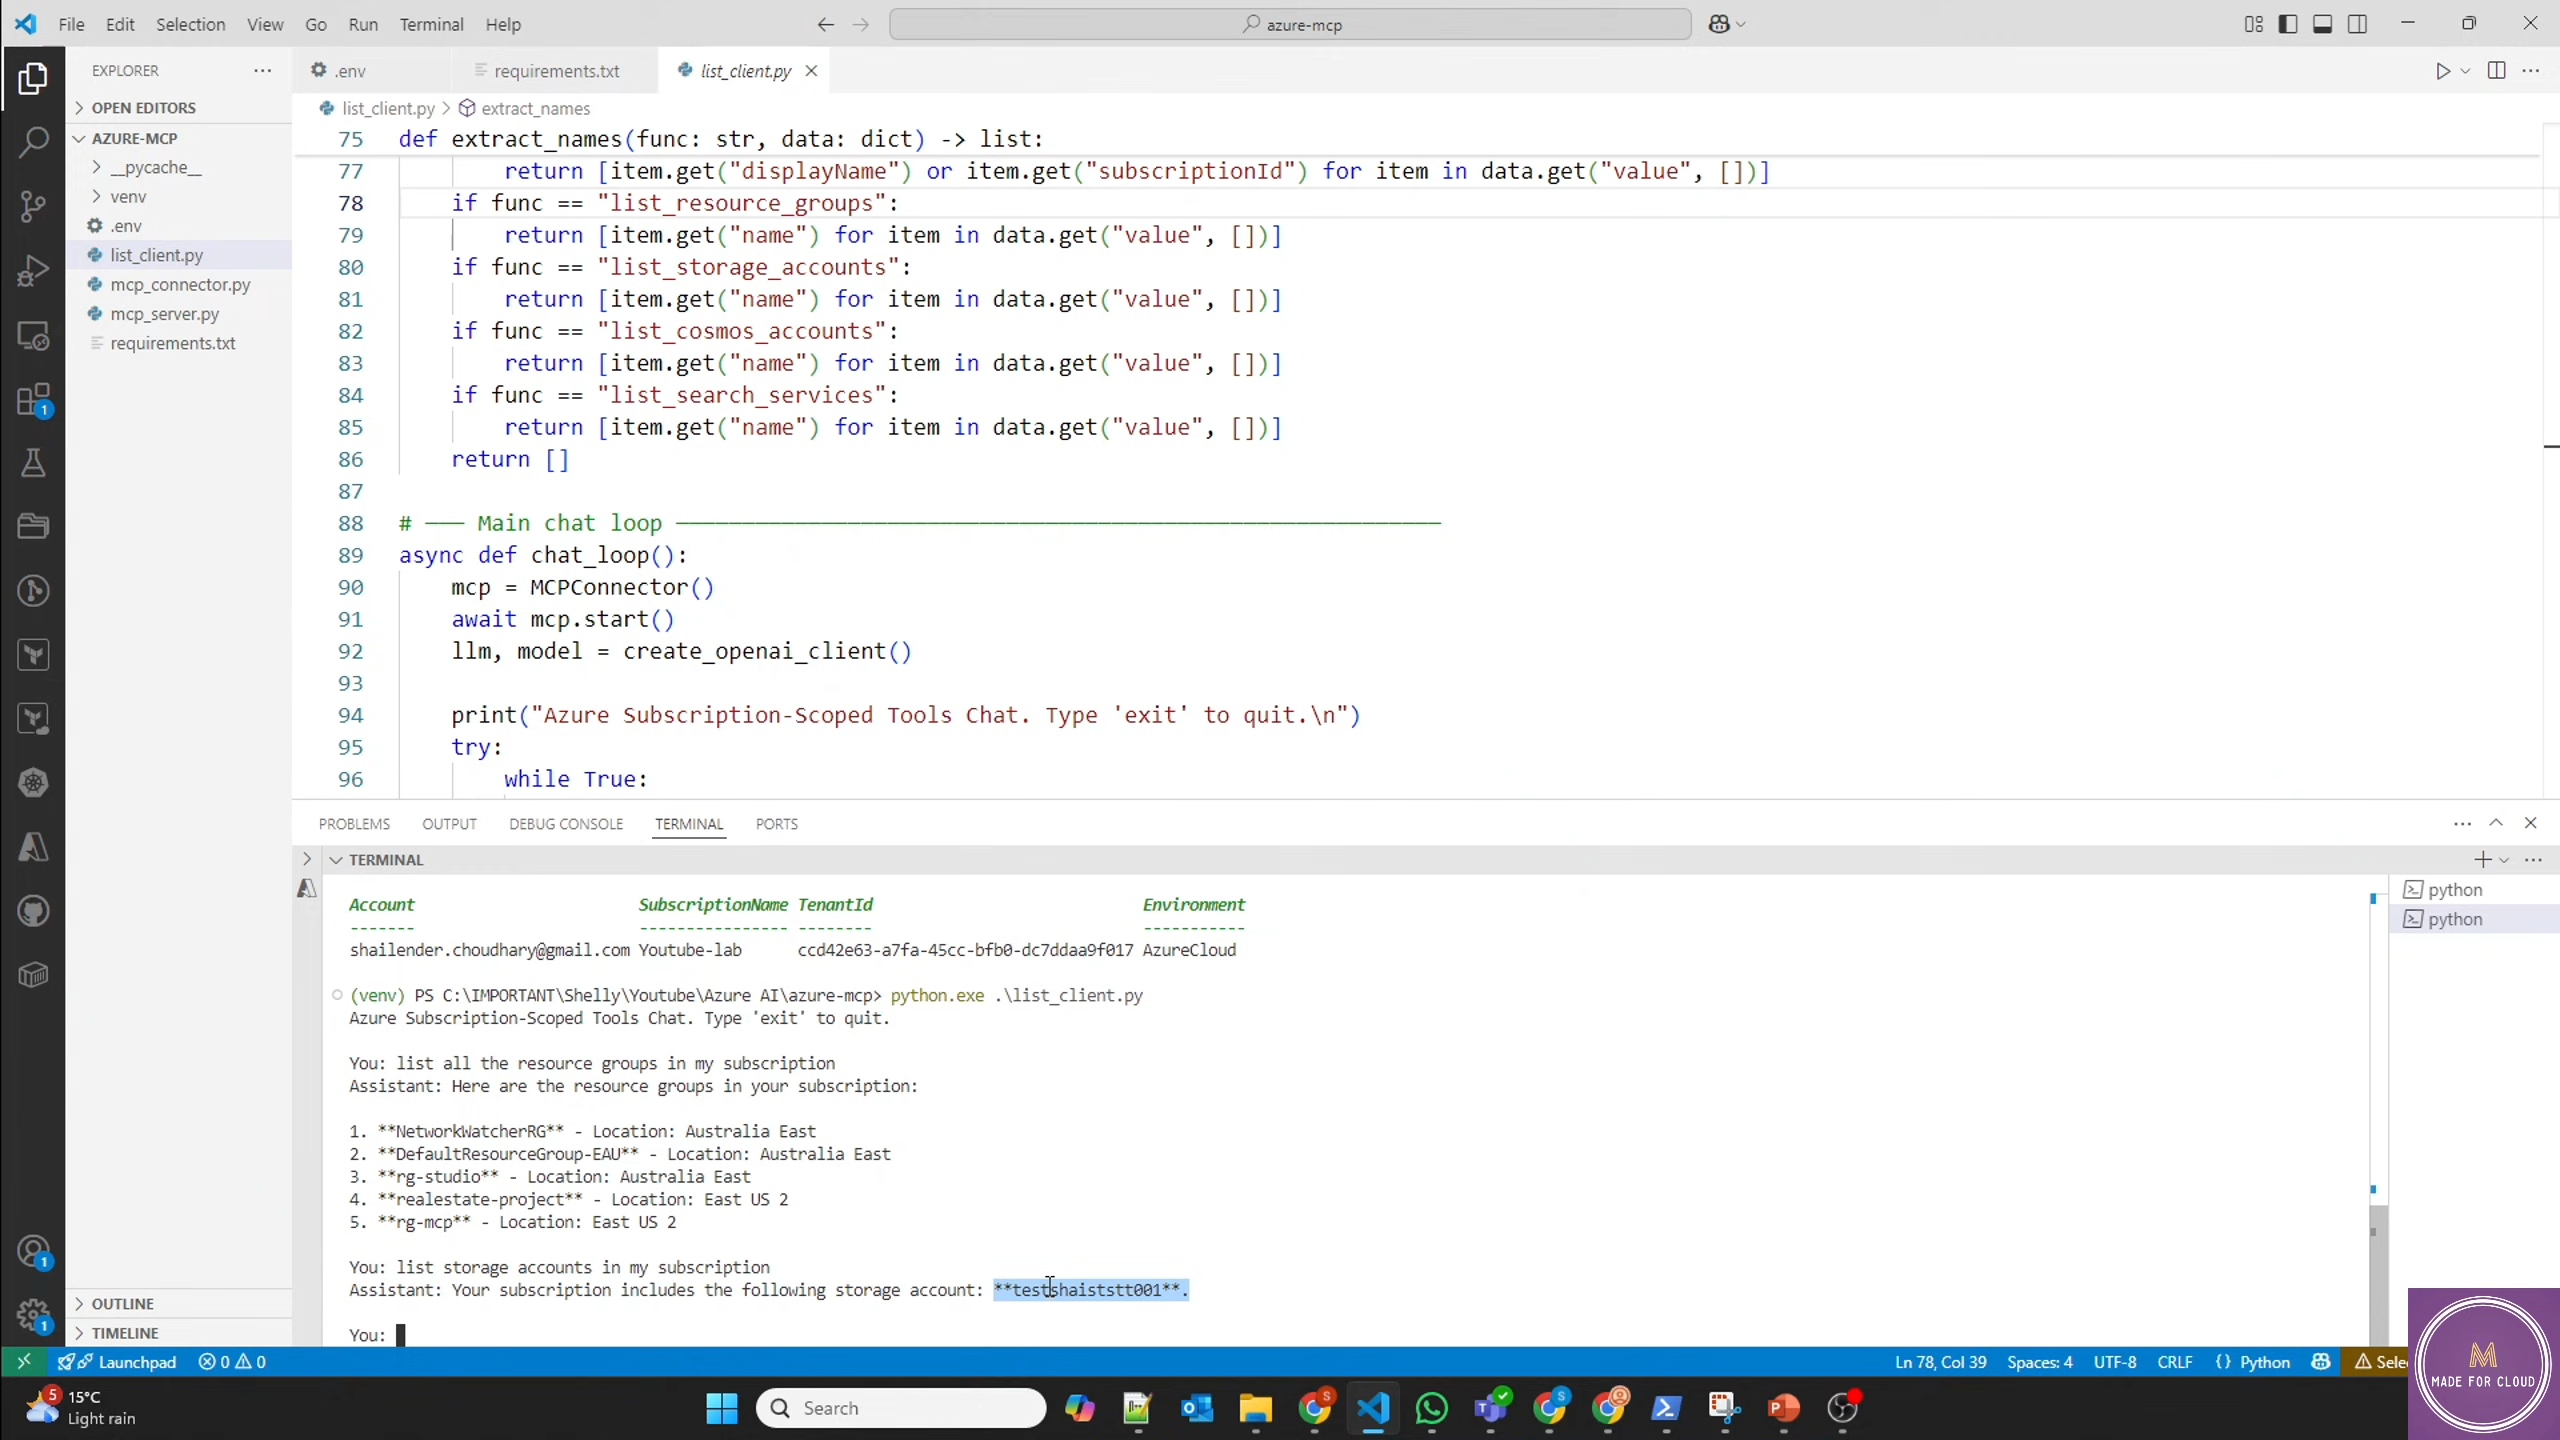 File Edit Selection View Go Run Terminal Help
azure-mcp
EXPLORER
.env
requirements.txt
list_client.py
OPEN EDITORS
AZURE-MCP
__pycache__
venv
.env
list_client.py
mcp_connector.py
mcp_server.py
requirements.txt
OUTLINE
TIMELINE
list_client.py > extract_names
75 def extract_names(func: str, data: dict) -> list:
77 return [item.get("displayName") or item.get("subscriptionId") for item in data.get("value", [])]
78 if func == "list_resource_groups":
79 return [item.get("name") for item in data.get("value", [])]
80 if func == "list_storage_accounts":
81 return [item.get("name") for item in data.get("value", [])]
82 if func == "list_cosmos_accounts":
83 return [item.get("name") for item in data.get("value", [])]
84 if func == "list_search_services":
85 return [item.get("name") for item in data.get("value", [])]
86 return []
87
88 # ─── Main chat loop ──────────────────────────────────────────────────────────
89 async def chat_loop():
90 mcp = MCPConnector()
91 await mcp.start()
92 llm, model = create_openai_client()
93
94 print("Azure Subscription-Scoped Tools Chat. Type 'exit' to quit.\n")
95 try:
96 while True:
PROBLEMS OUTPUT DEBUG CONSOLE TERMINAL PORTS
TERMINAL
python
python
Account SubscriptionName TenantId Environment
------- ---------------- -------- -----------
shailender.choudhary@gmail.com Youtube-lab ccd42e63-a7fa-45cc-bfb0-dc7ddaa9f017 AzureCloud
(venv) PS C:\IMPORTANT\Shelly\Youtube\Azure AI\azure-mcp> python.exe .\list_client.py
Azure Subscription-Scoped Tools Chat. Type 'exit' to quit.
You: list all the resource groups in my subscription
Assistant: Here are the resource groups in your subscription:
1. **NetworkWatcherRG** - Location: Australia East
2. **DefaultResourceGroup-EAU** - Location: Australia East
3. **rg-studio** - Location: Australia East
4. **realestate-project** - Location: East US 2
5. **rg-mcp** - Location: East US 2
You: list storage accounts in my subscription
Assistant: Your subscription includes the following storage account: **testshaiststt001**.
You:
Launchpad 0 0 Ln 78, Col 39 Spaces: 4 UTF-8 CRLF {} Python Sele
MADE FOR CLOUD
5 15°C
Light rain
Search